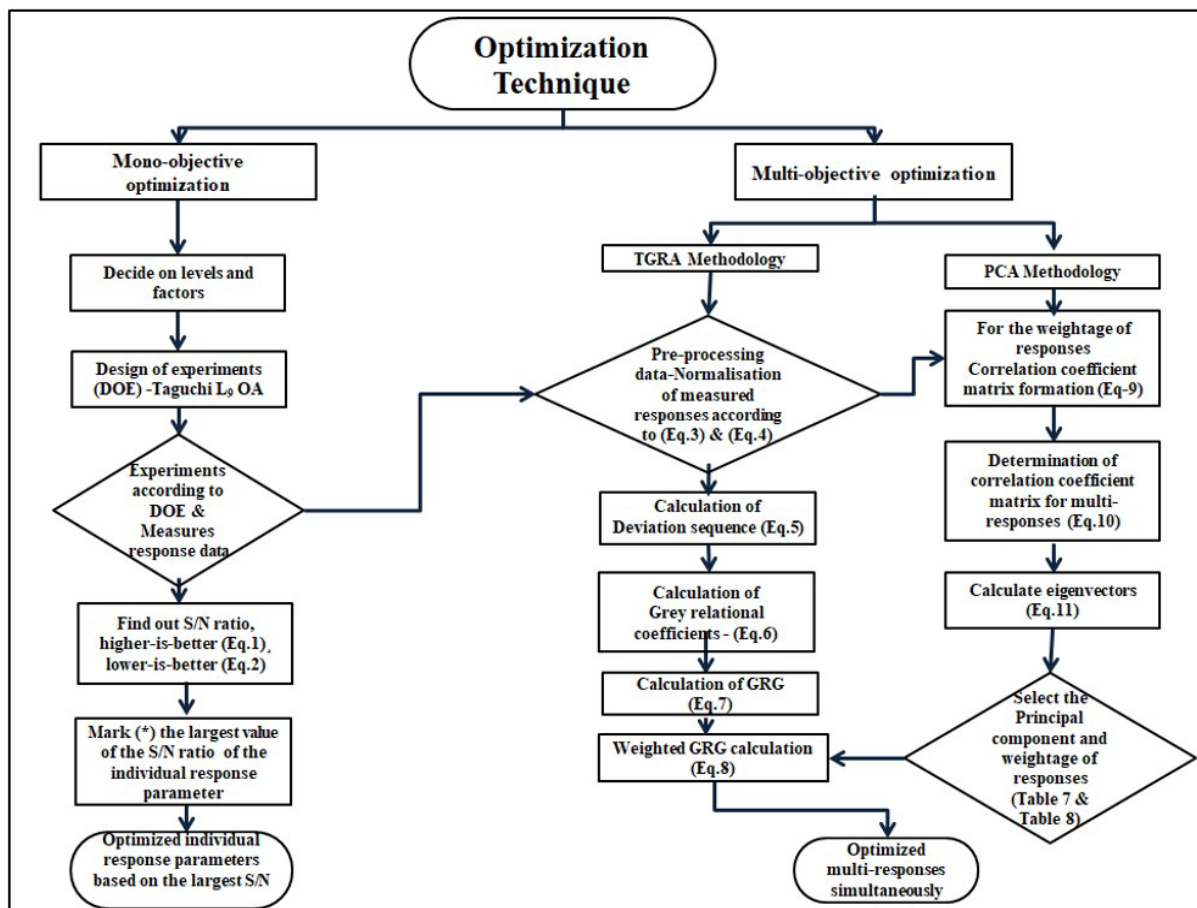 Optimization
Technique
Mono-objective
optimization
Decide on levels and
factors
Design of experiments
(DOE) -Taguchi L₉ OA
Experiments
according to
DOE &
Measures
response data
Find out S/N ratio,
higher-is-better (Eq.1),
lower-is-better (Eq.2)
Mark (*) the largest value
of the S/N ratio of the
individual response
parameter
Optimized individual
response parameters
based on the largest S/N
Multi-objective optimization
TGRA Methodology
Pre-processing
data-Normalisation
of measured
responses according
to (Eq.3) & (Eq.4)
Calculation of
Deviation sequence (Eq.5)
Calculation of
Grey relational
coefficients - (Eq.6)
Calculation of GRG
(Eq.7)
Weighted GRG calculation
(Eq.8)
Optimized
multi-responses
simultaneously
PCA Methodology
For the weightage of
responses
Correlation coefficient
matrix formation (Eq-9)
Determination of
correlation coefficient
matrix for multi-
responses (Eq.10)
Calculate eigenvectors
(Eq.11)
Select the
Principal
component and
weightage of
responses
(Table 7 &
Table 8)